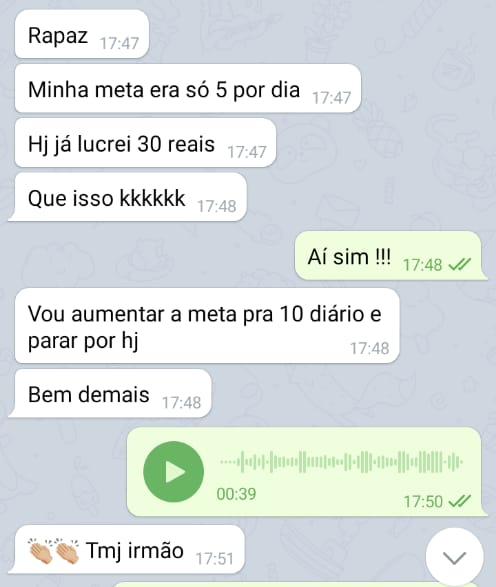 Rapaz 17:47
Minha meta era só 5 por dia 17:47
Hj já lucrei 30 reais 17:47
Que isso kkkkkk 17:48
Aí sim !!! 17:48
Vou aumentar a meta pra 10 diário e
parar por hj 17:48
Bem demais 17:48
00:39 17:50
👏🏼👏🏼 Tmj irmão 17:51